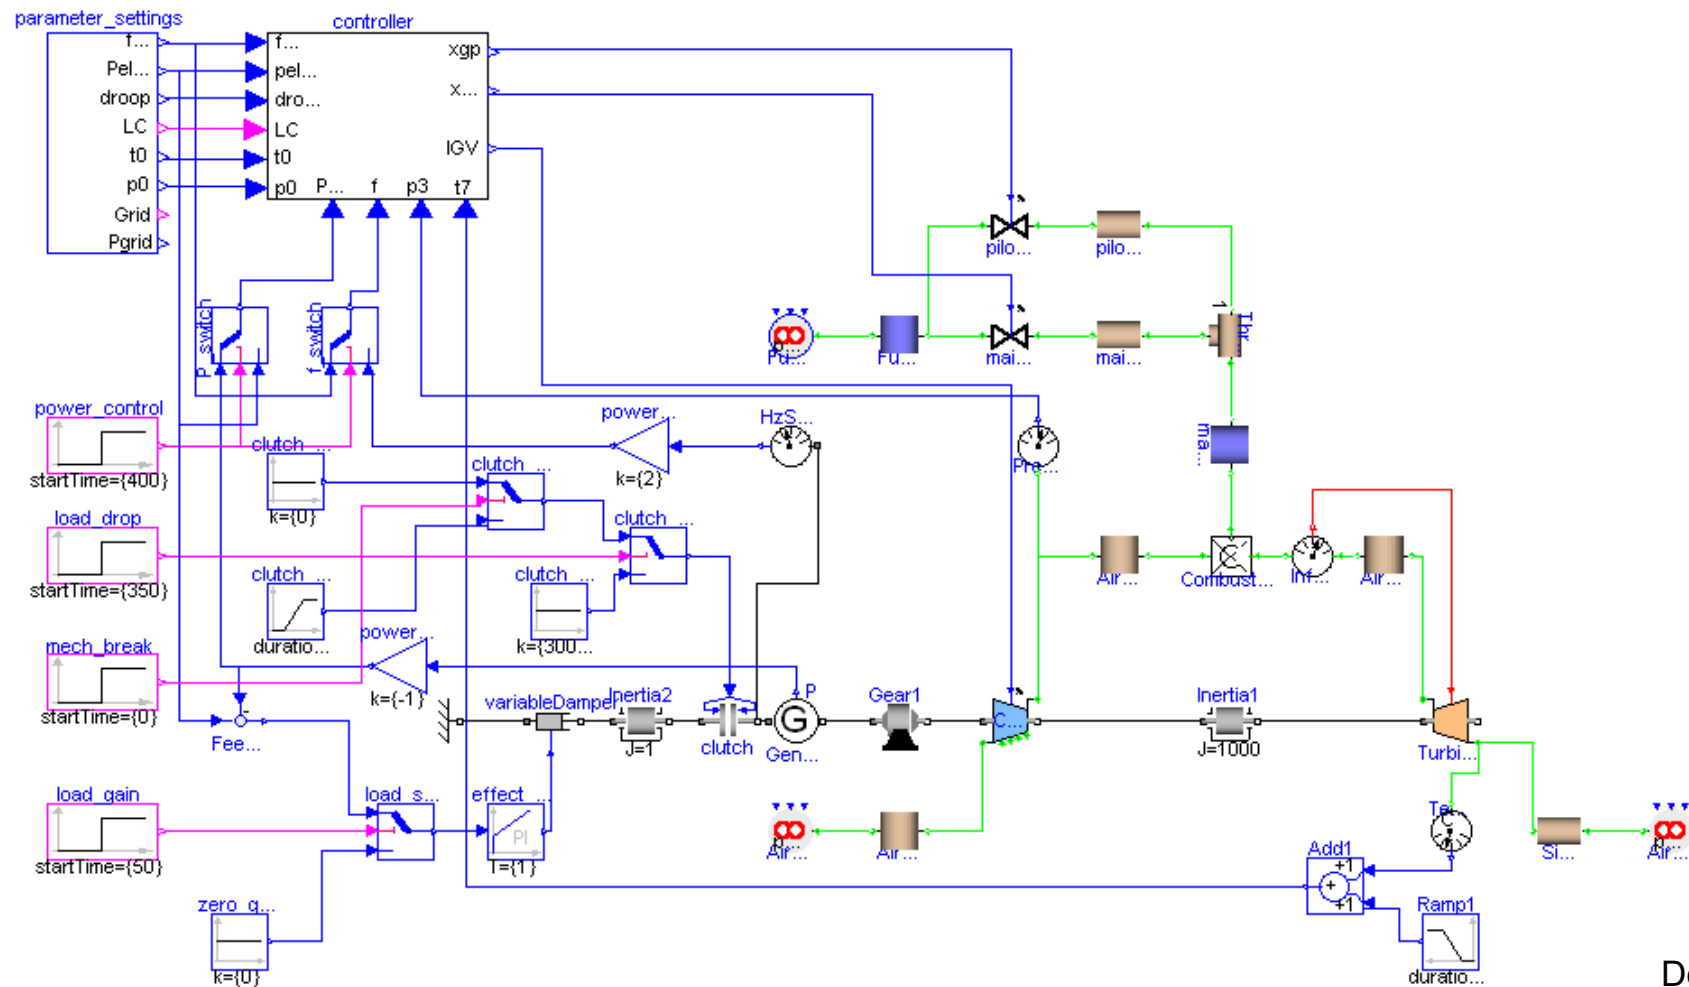 parameter_settings
controller
f...
Pel...
droop
LC
t0
p0
Grid
Pgrid
f...
pel...
dro...
LC
t0
p0
P...
f
p3
t7
xgp
x...
IGV
P_switch
f_switch
pilo...
pilo...
1
Thr...
p...
Fu...
Fu...
mai...
mai...
power_control
startTime={400}
clutch_...
k={0}
clutch_...
power...
k={2}
HzS...
Pre...
ma...
load_drop
startTime={350}
clutch_...
clutch_...
duratio...
clutch_...
k={300...
Air...
C
Combust...
Inf...
Air...
mech_break
startTime={0}
power...
k={-1}
-
Fee...
variableDamper
Inertia2
J=1
clutch
P
G
Gen...
Gear1
C...
Inertia1
J=1000
Turbi...
load_gain
startTime={50}
load_s...
effect_...
PI
T={1}
p...
Air...
Air...
Te...
Si...
p...
Air...
Add1
+1
+
+1
Ramp1
duratio...
zero_g...
k={0}